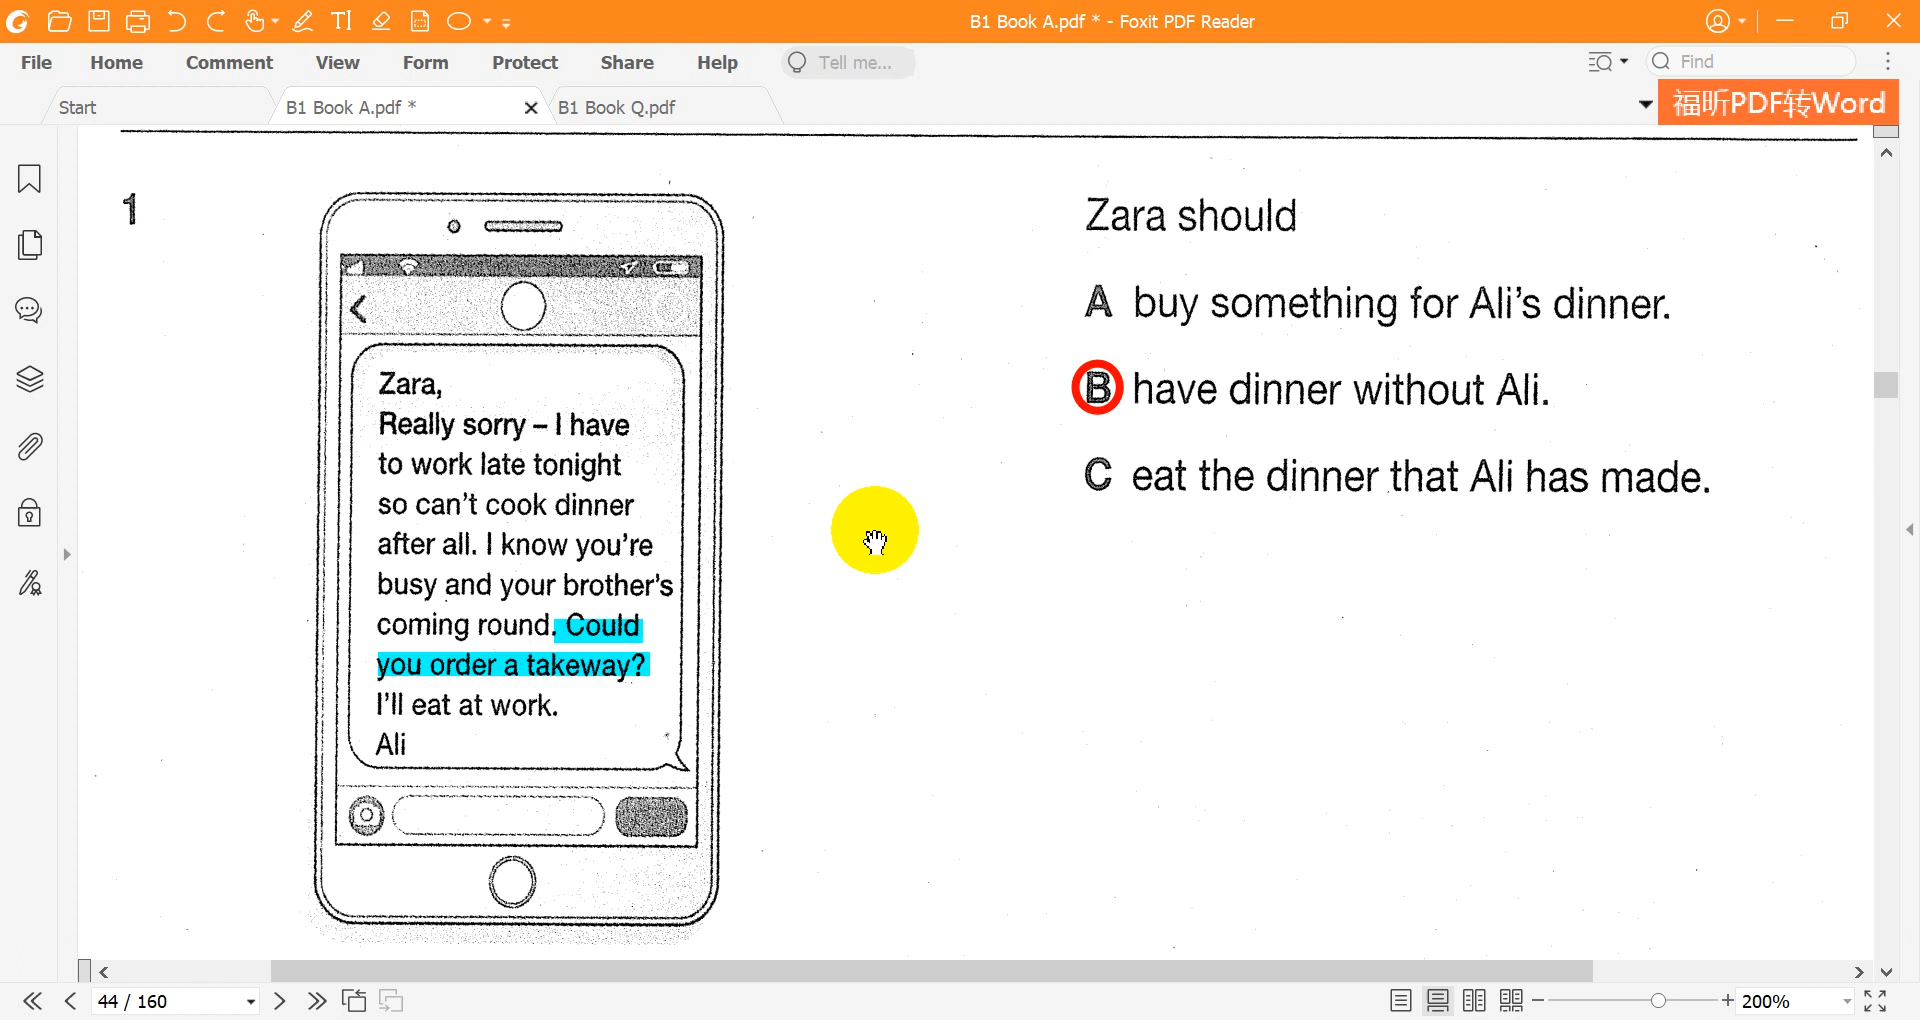 TI
B1 Book A.pdf * - Foxit PDF Reader
File Home Comment View Form Protect Share Help Tell me... Find
Start B1 Book A.pdf * B1 Book Q.pdf 福昕PDF转Word
1
Zara,
Really sorry – I have
to work late tonight
so can't cook dinner
after all. I know you're
busy and your brother's
coming round. Could
you order a takeway?
I'll eat at work.
Ali
Zara should
A buy something for Ali's dinner.
B have dinner without Ali.
C eat the dinner that Ali has made.
44 / 160 200%